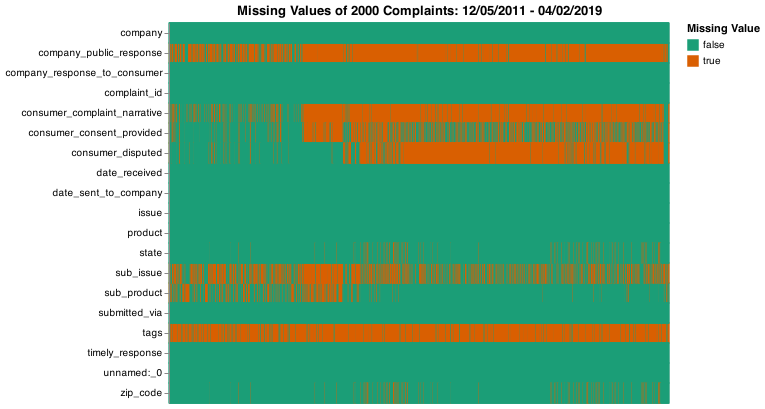 Missing Values of 2000 Complaints: 12/05/2011 - 04/02/2019
Missing Value
false
true
company
company_public_response
company_response_to_consumer
complaint_id
consumer_complaint_narrative
consumer_consent_provided
consumer_disputed
date_received
date_sent_to_company
issue
product
state
sub_issue
sub_product
submitted_via
tags
timely_response
unnamed:_0
zip_code